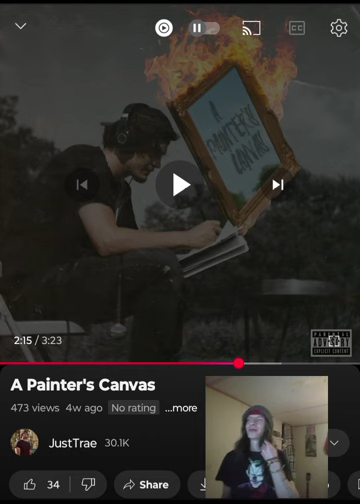 CC
A
PAINTER'S
CANVAS
2:15 / 3:23
PARENTAL
ADVISORY
EXPLICIT CONTENT
A Painter's Canvas
473 views 4w ago No rating ...more
JustTrae 30.1K
34 Share